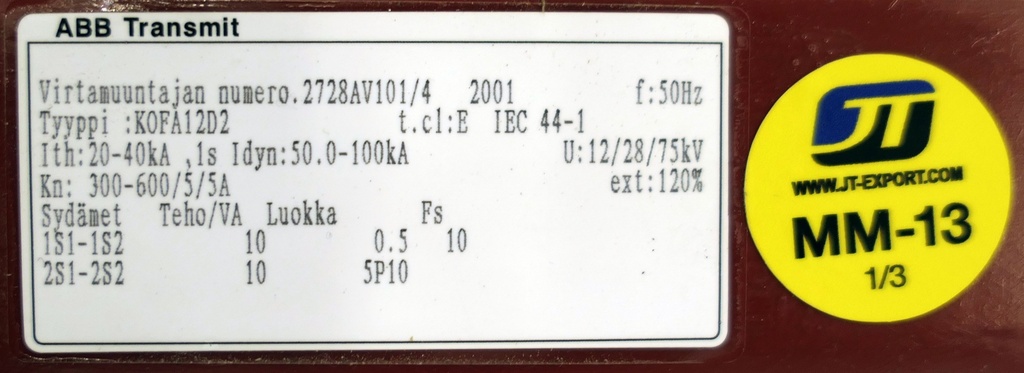 ABB Transmit
Virtamuuntajan numero.2728AV101/4 2001 f:50Hz
Tyyppi :KOFA12D2 t.cl:E IEC 44-1
Ith:20-40kA ,1s Idyn:50.0-100kA U:12/28/75kV
Kn: 300-600/5/5A ext:120%
Sydämet Teho/VA Luokka Fs
1S1-1S2 10 0.5 10
2S1-2S2 10 5P10
JT
WWW.JT-EXPORT.COM
MM-13
1/3